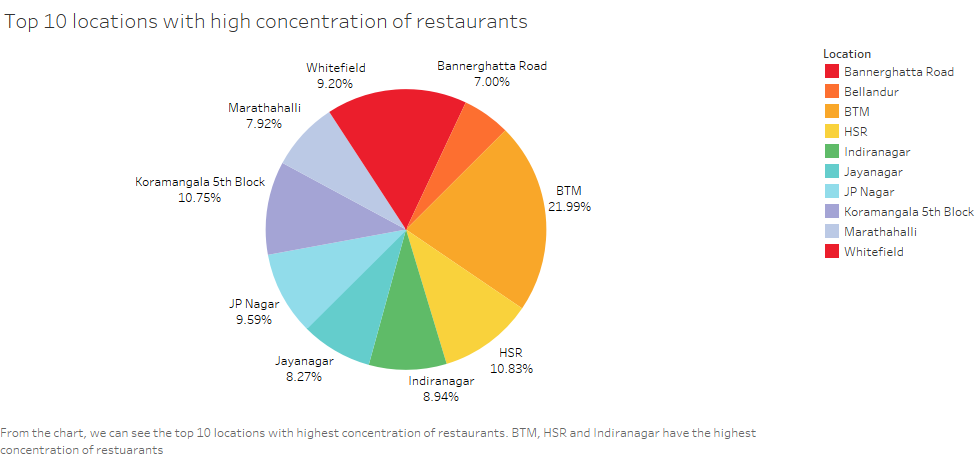 Top 10 locations with high concentration of restaurants
Whitefield
9.20%
Bannerghatta Road
7.00%
Marathahalli
7.92%
Koramangala 5th Block
10.75%
BTM
21.99%
JP Nagar
9.59%
Jayanagar
8.27%
Indiranagar
8.94%
HSR
10.83%
Location
Bannerghatta Road
Bellandur
BTM
HSR
Indiranagar
Jayanagar
JP Nagar
Koramangala 5th Block
Marathahalli
Whitefield
From the chart, we can see the top 10 locations with highest concentration of restaurants. BTM, HSR and Indiranagar have the highest
concentration of restuarants